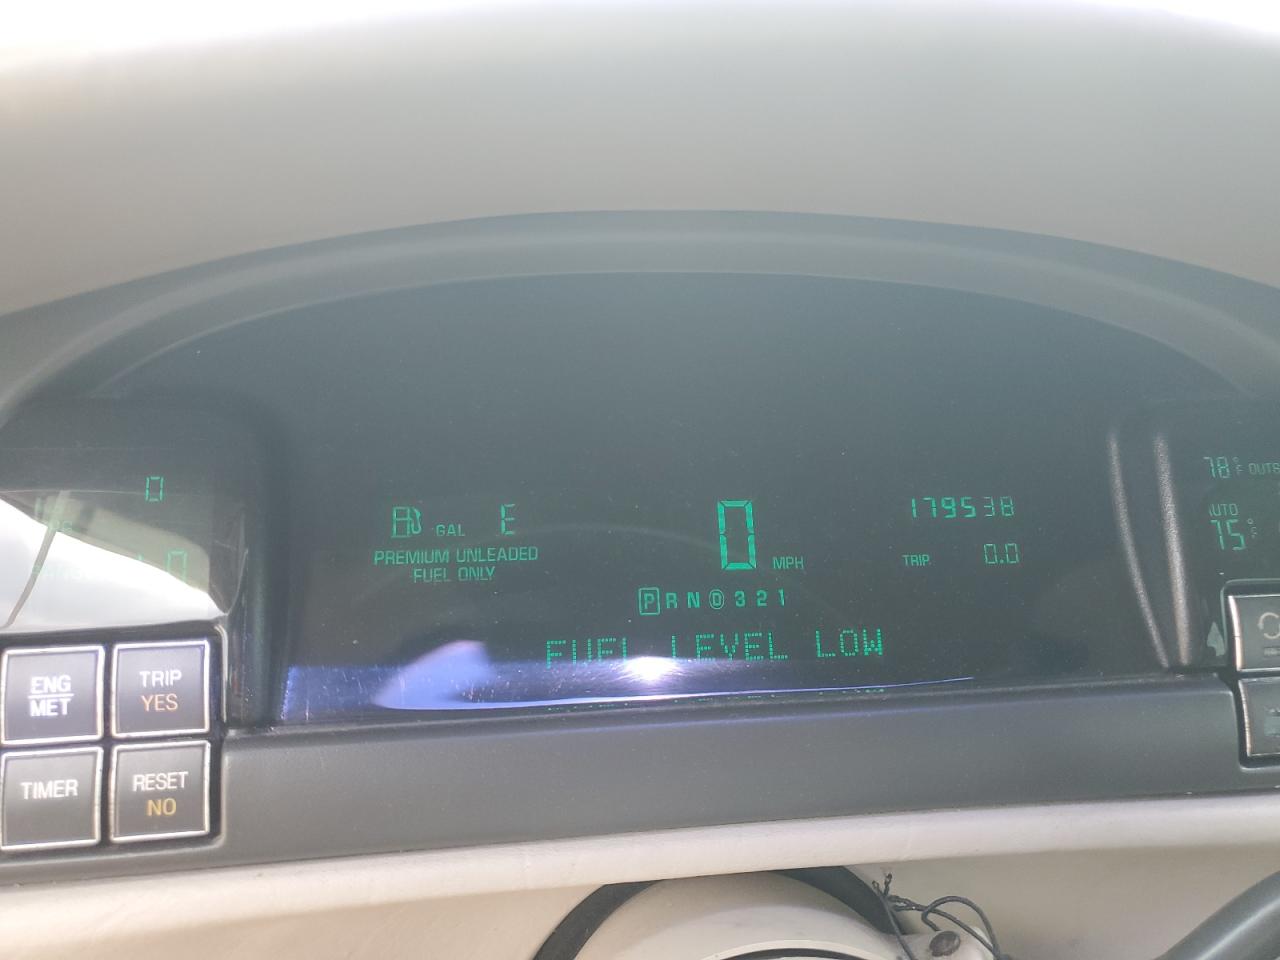 0
0
GAL E
PREMIUM UNLEADED
FUEL ONLY
0 MPH
179538
TRIP 0.0
P R N D 3 2 1
FUEL LEVEL LOW
78°F
AUTO
75°F
ENG
MET
TRIP
YES
TIMER
RESET
NO